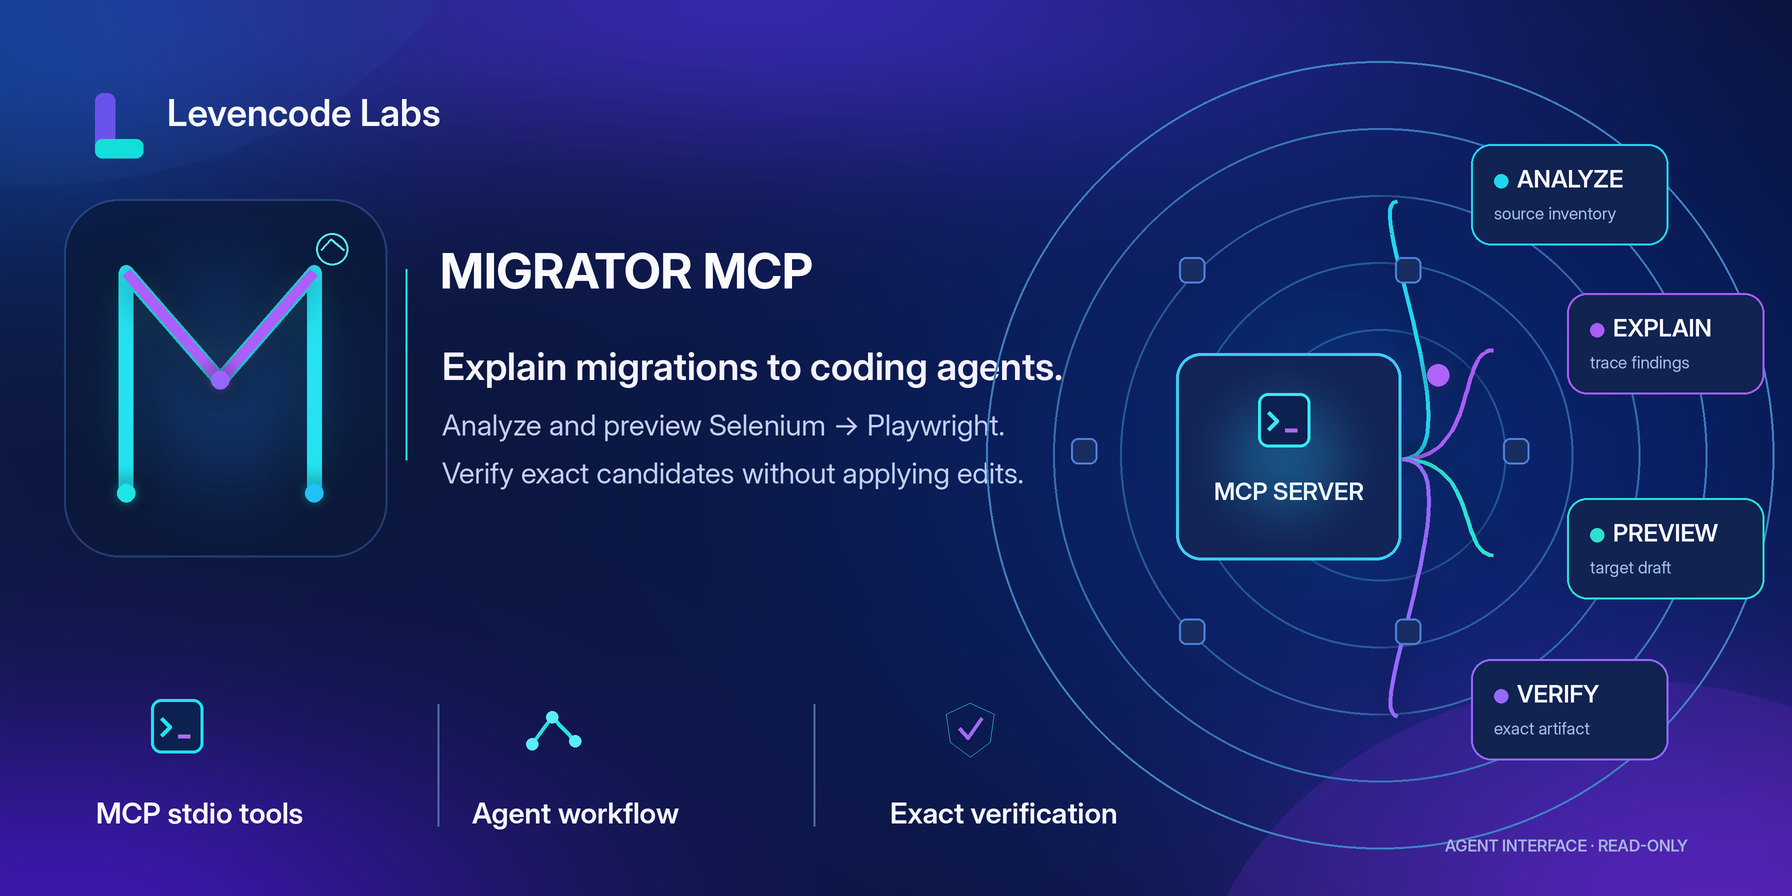 Levencode Labs
MIGRATOR MCP
Explain migrations to coding agents.
Analyze and preview Selenium → Playwright.
Verify exact candidates without applying edits.
MCP SERVER
ANALYZE
source inventory
EXPLAIN
trace findings
PREVIEW
target draft
VERIFY
exact artifact
MCP stdio tools
Agent workflow
Exact verification
AGENT INTERFACE · READ-ONLY